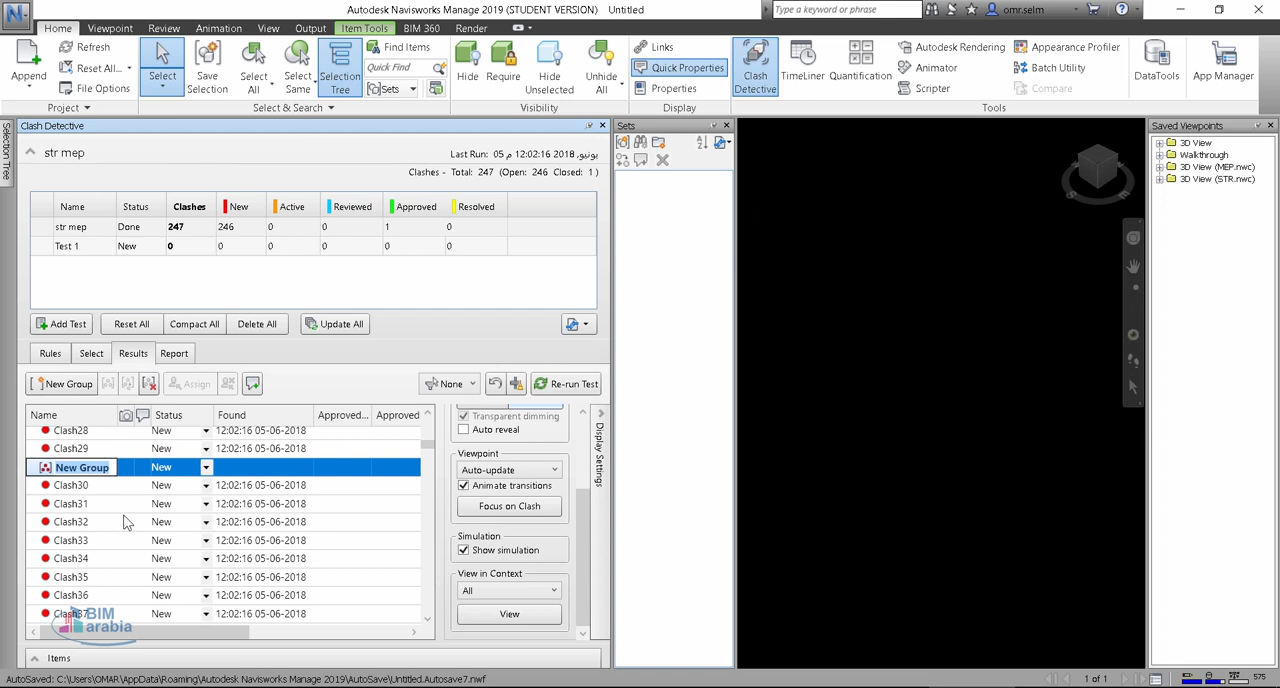 N Autodesk Navisworks Manage 2019 (STUDENT VERSION) Untitled Type a keyword or phrase omr.selm
Home Viewpoint Review Animation View Output Item Tools BIM 360 Render
Append Refresh Reset All... File Options
Project
Select Save Selection Select All Select Same Selection Tree Find Items Quick Find Sets
Select & Search
Hide Require Hide Unselected Unhide All
Visibility
Links Quick Properties Properties
Display
Clash Detective TimeLiner Quantification Autodesk Rendering Animator Scripter Appearance Profiler Batch Utility Compare DataTools App Manager
Tools
Selection Tree
Clash Detective
str mep
Last Run: 12:02:16 م 05 يونيو, 2018
Clashes - Total: 247 (Open: 246 Closed: 1 )
Name Status Clashes New Active Reviewed Approved Resolved
str mep Done 247 246 0 0 1 0
Test 1 New 0 0 0 0 0 0
Add Test Reset All Compact All Delete All Update All
Rules Select Results Report
New Group Assign None Re-run Test
Name Status Found Approved... Approved
Clash28 New 12:02:16 05-06-2018
Clash29 New 12:02:16 05-06-2018
New Group New
Clash30 New 12:02:16 05-06-2018
Clash31 New 12:02:16 05-06-2018
Clash32 New 12:02:16 05-06-2018
Clash33 New 12:02:16 05-06-2018
Clash34 New 12:02:16 05-06-2018
Clash35 New 12:02:16 05-06-2018
Clash36 New 12:02:16 05-06-2018
Clash37 New 12:02:16 05-06-2018
BIM
arabia
Transparent dimming
Auto reveal
Viewpoint
Auto-update
Animate transitions
Focus on Clash
Simulation
Show simulation
View in Context
All
View
Display Settings
Items
Sets
Saved Viewpoints
3D View
Walkthrough
3D View (MEP.nwc)
3D View (STR.nwc)
AutoSaved: C:\Users\OMAR\AppData\Roaming\Autodesk Navisworks Manage 2019\AutoSave\Untitled.Autosave7.nwf 1 of 1 575